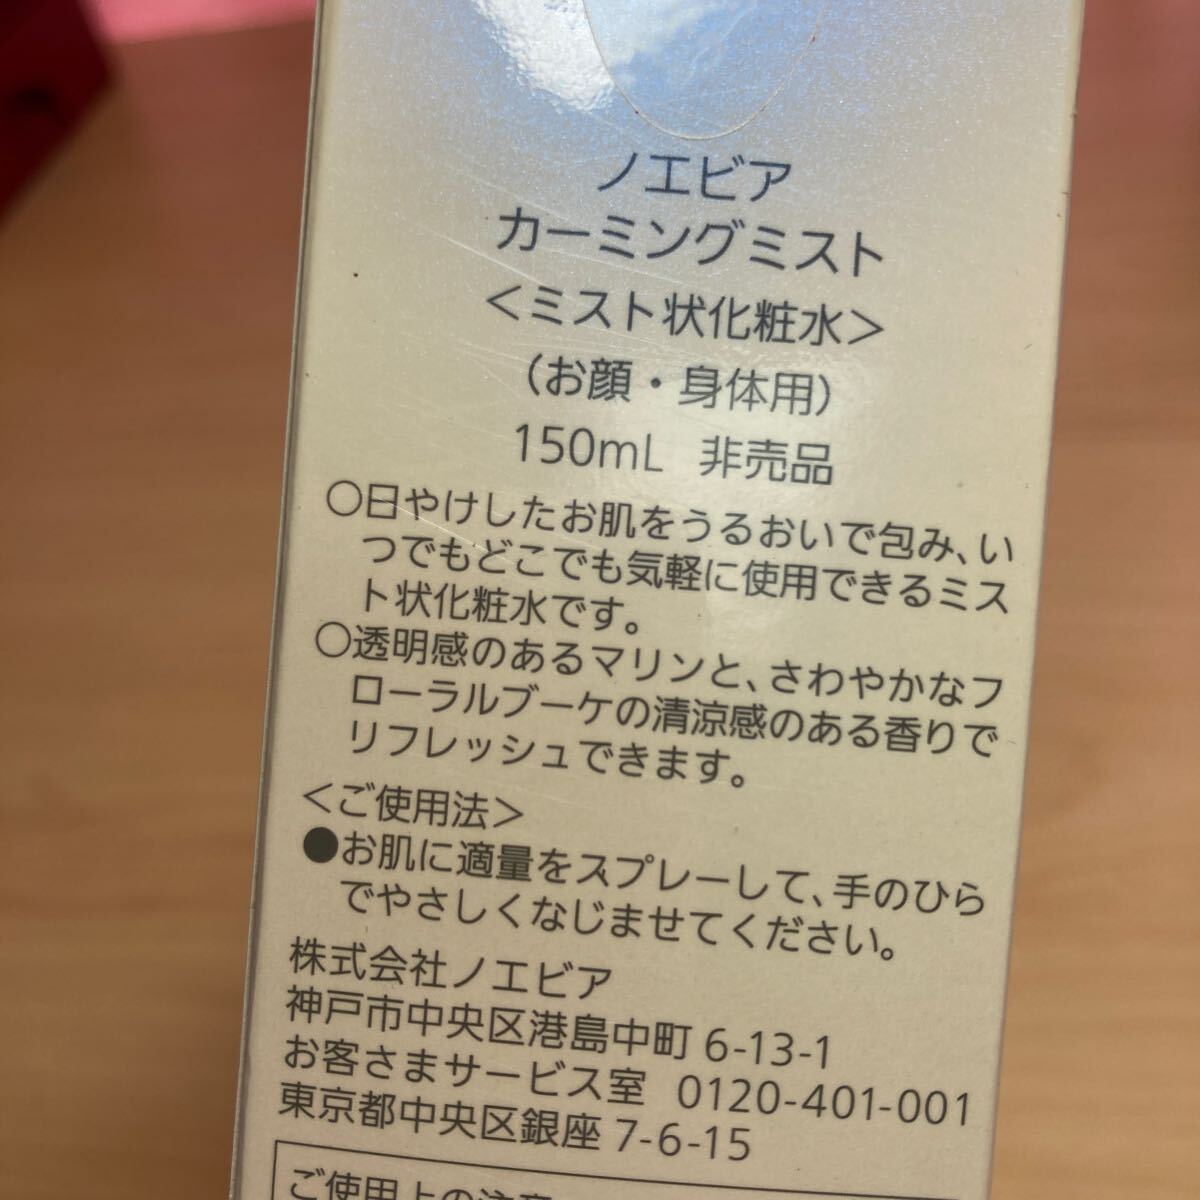 ノエビア
カーミングミスト
＜ミスト状化粧水＞
（お顔・身体用）
150mL 非売品
○日やけしたお肌をうるおいで包み、い
つでもどこでも気軽に使用できるミス
ト状化粧水です。
○透明感のあるマリンと、さわやかなフ
ローラルブーケの清涼感のある香りで
リフレッシュできます。
＜ご使用法＞
●お肌に適量をスプレーして、手のひら
でやさしくなじませてください。
株式会社ノエビア
神戸市中央区港島中町 6-13-1
お客さまサービス室 0120-401-001
東京都中央区銀座 7-6-15
ご使用上の注意